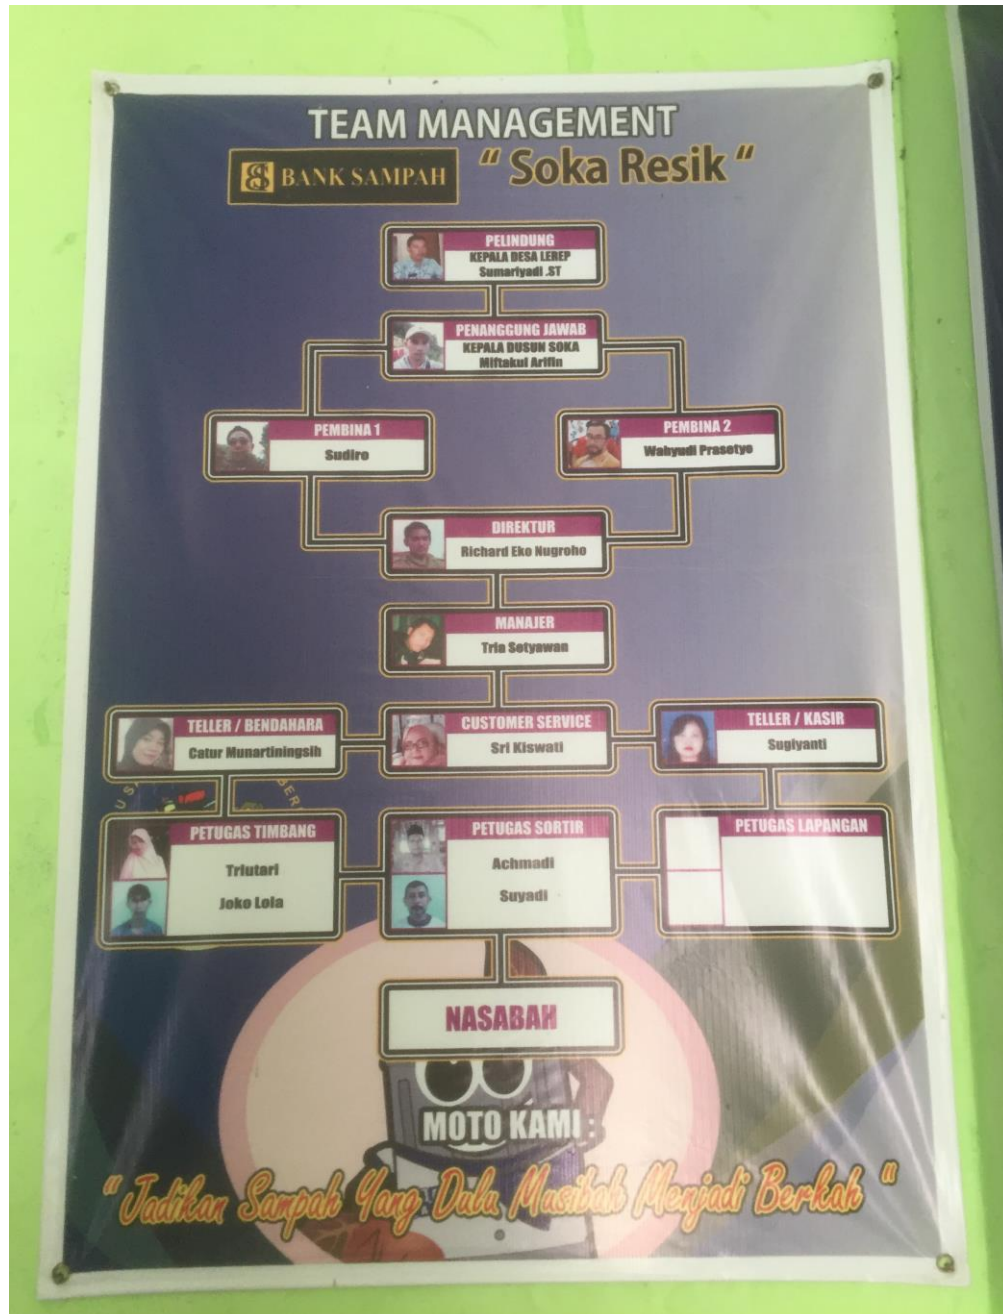 TEAM MANAGEMENT
BANK SAMPAH " Soka Resik "
PELINDUNG
KEPALA DESA LEREP
Sumariyadi .ST
PENANGGUNG JAWAB
KEPALA DUSUN SOKA
Miftakul Arifin
PEMBINA 1
Sudiro
PEMBINA 2
Wahyudi Prasetyo
DIREKTUR
Richard Eko Nugroho
MANAJER
Tria Setyawan
TELLER / BENDAHARA
Catur Munartiningsih
CUSTOMER SERVICE
Sri Kiswati
TELLER / KASIR
Sugiyanti
PETUGAS TIMBANG
Triutari
Joko Lola
PETUGAS SORTIR
Achmadi
Suyadi
PETUGAS LAPANGAN
NASABAH
MOTO KAMI :
" Jadikan Sampah Yang Dulu Musibah Menjadi Berkah "